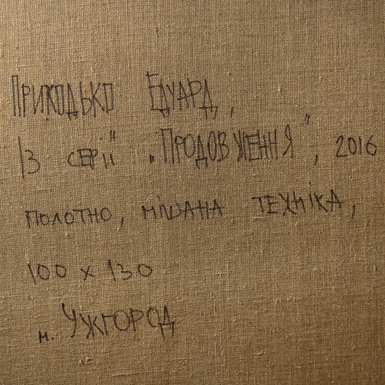 Приходько Едуард,
Із серії „Продовження", 2016
полотно, мішана техніка,
100 x 130
м. Ужгород